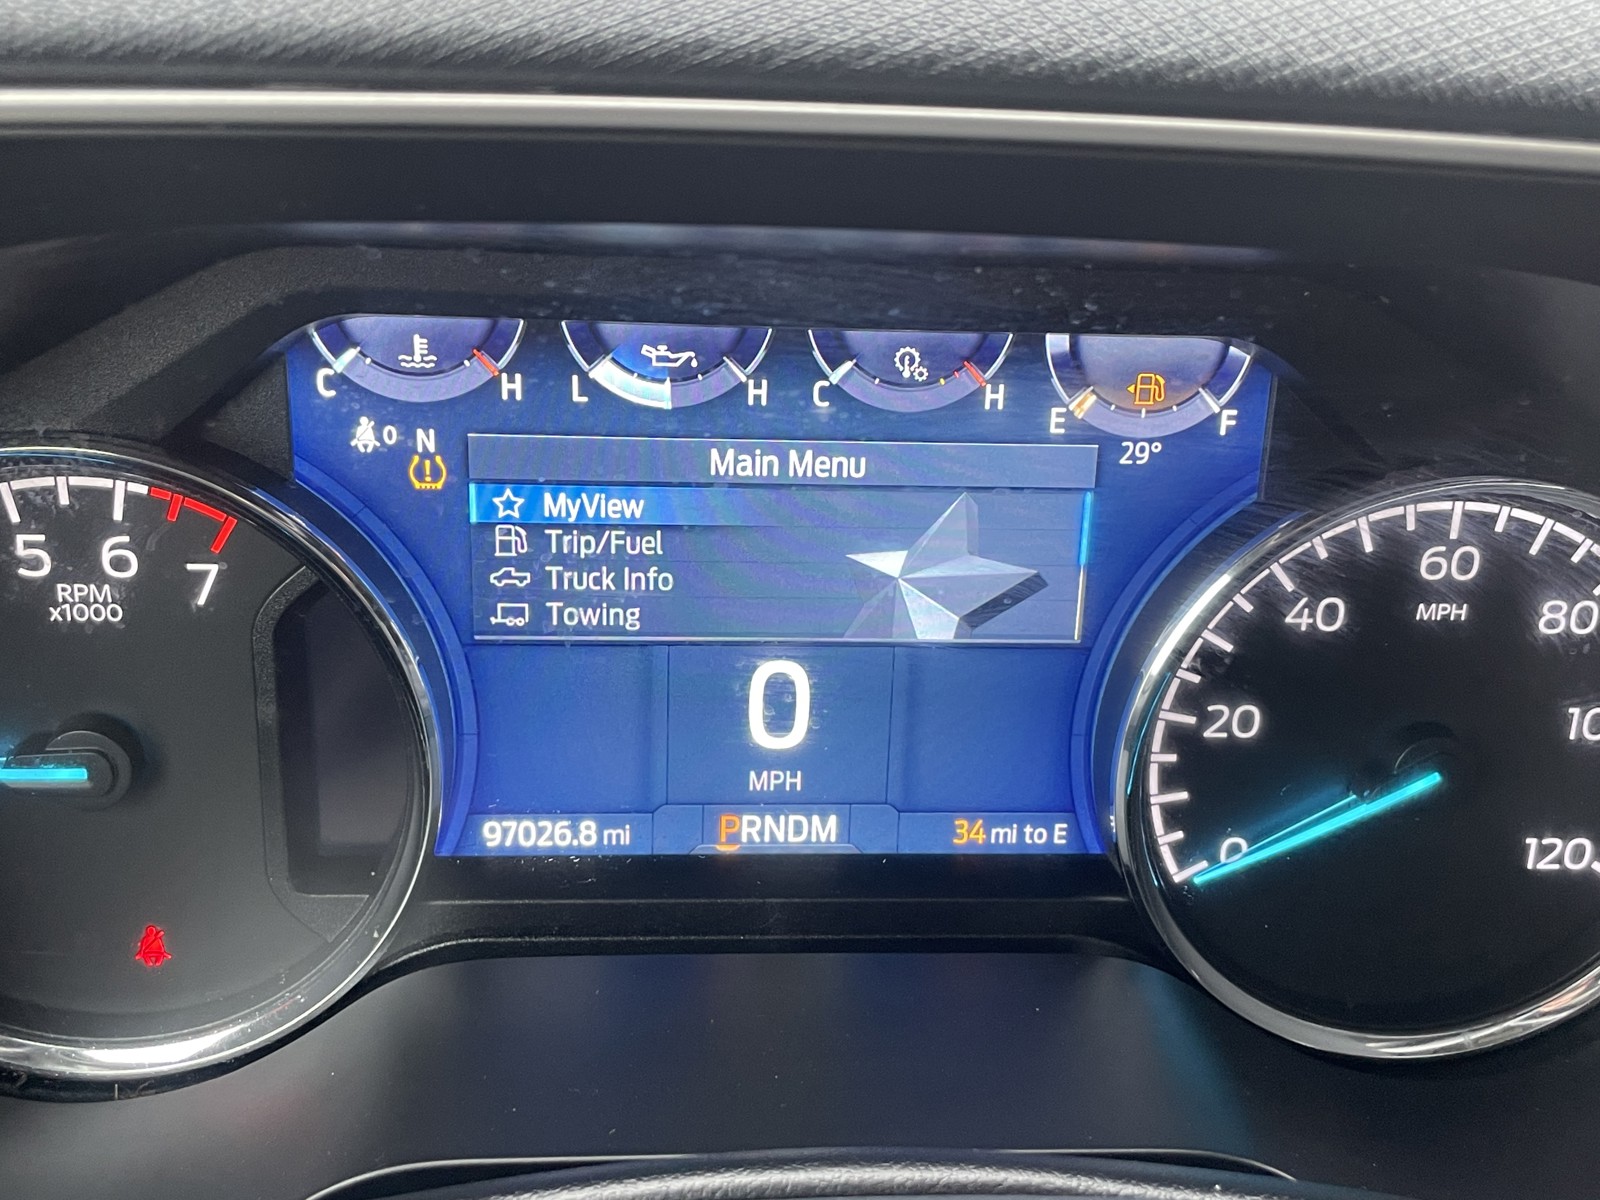 C H
L H
C H
E F
0 N
29°
Main Menu
MyView
Trip/Fuel
Truck Info
Towing
5 6 7
RPM
x1000
0
MPH
97026.8 mi
PRNDM
34 mi to E
0 20 40 60 80 10 120
MPH